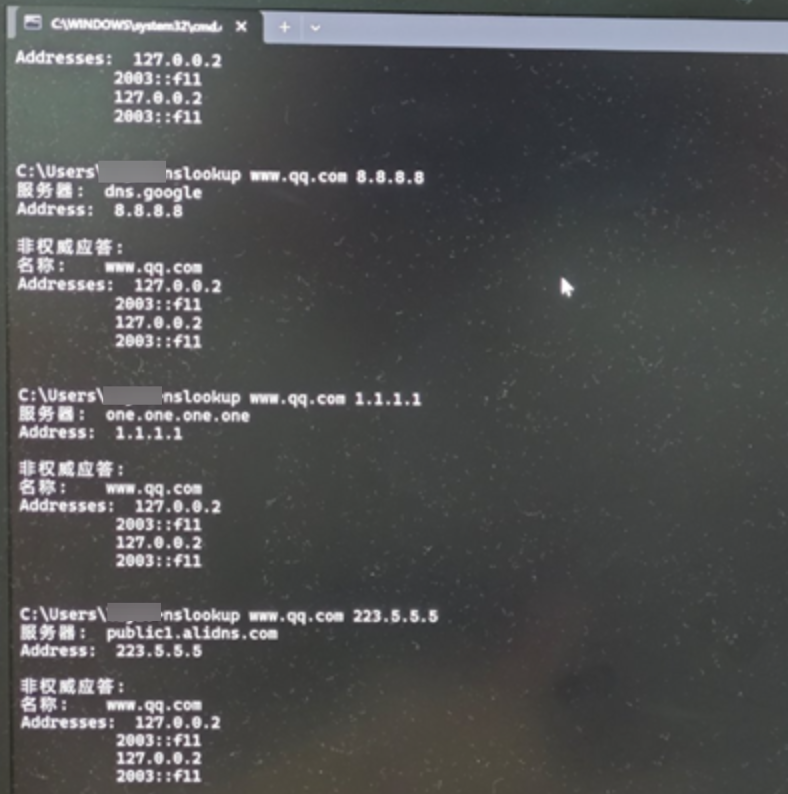 C:\WINDOWS\system32\cmd.
Addresses: 127.0.0.2
2003::f11
127.0.0.2
2003::f11
C:\Users\ nslookup www.qq.com 8.8.8.8
服务器: dns.google
Address: 8.8.8.8
非权威应答:
名称: www.qq.com
Addresses: 127.0.0.2
2003::f11
127.0.0.2
2003::f11
C:\Users\ nslookup www.qq.com 1.1.1.1
服务器: one.one.one.one
Address: 1.1.1.1
非权威应答:
名称: www.qq.com
Addresses: 127.0.0.2
2003::f11
127.0.0.2
2003::f11
C:\Users\ nslookup www.qq.com 223.5.5.5
服务器: public1.alidns.com
Address: 223.5.5.5
非权威应答:
名称: www.qq.com
Addresses: 127.0.0.2
2003::f11
127.0.0.2
2003::f11